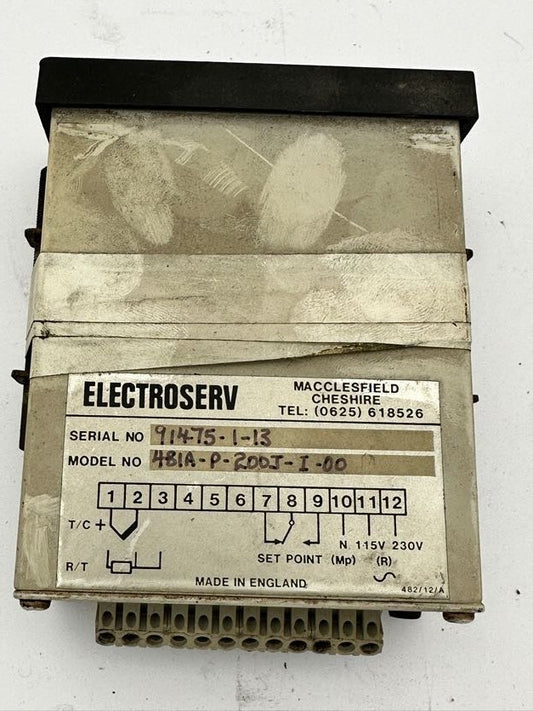 ELECTROSERV
MACCLESFIELD
CHESHIRE
TEL: (0625) 618526
SERIAL NO 91475-1-13
MODEL NO 481A-P-200J-I-00
1 2 3 4 5 6 7 8 9 10 11 12
T/C +
N 115V 230V
R/T
SET POINT (Mp) (R)
MADE IN ENGLAND
482/12/A